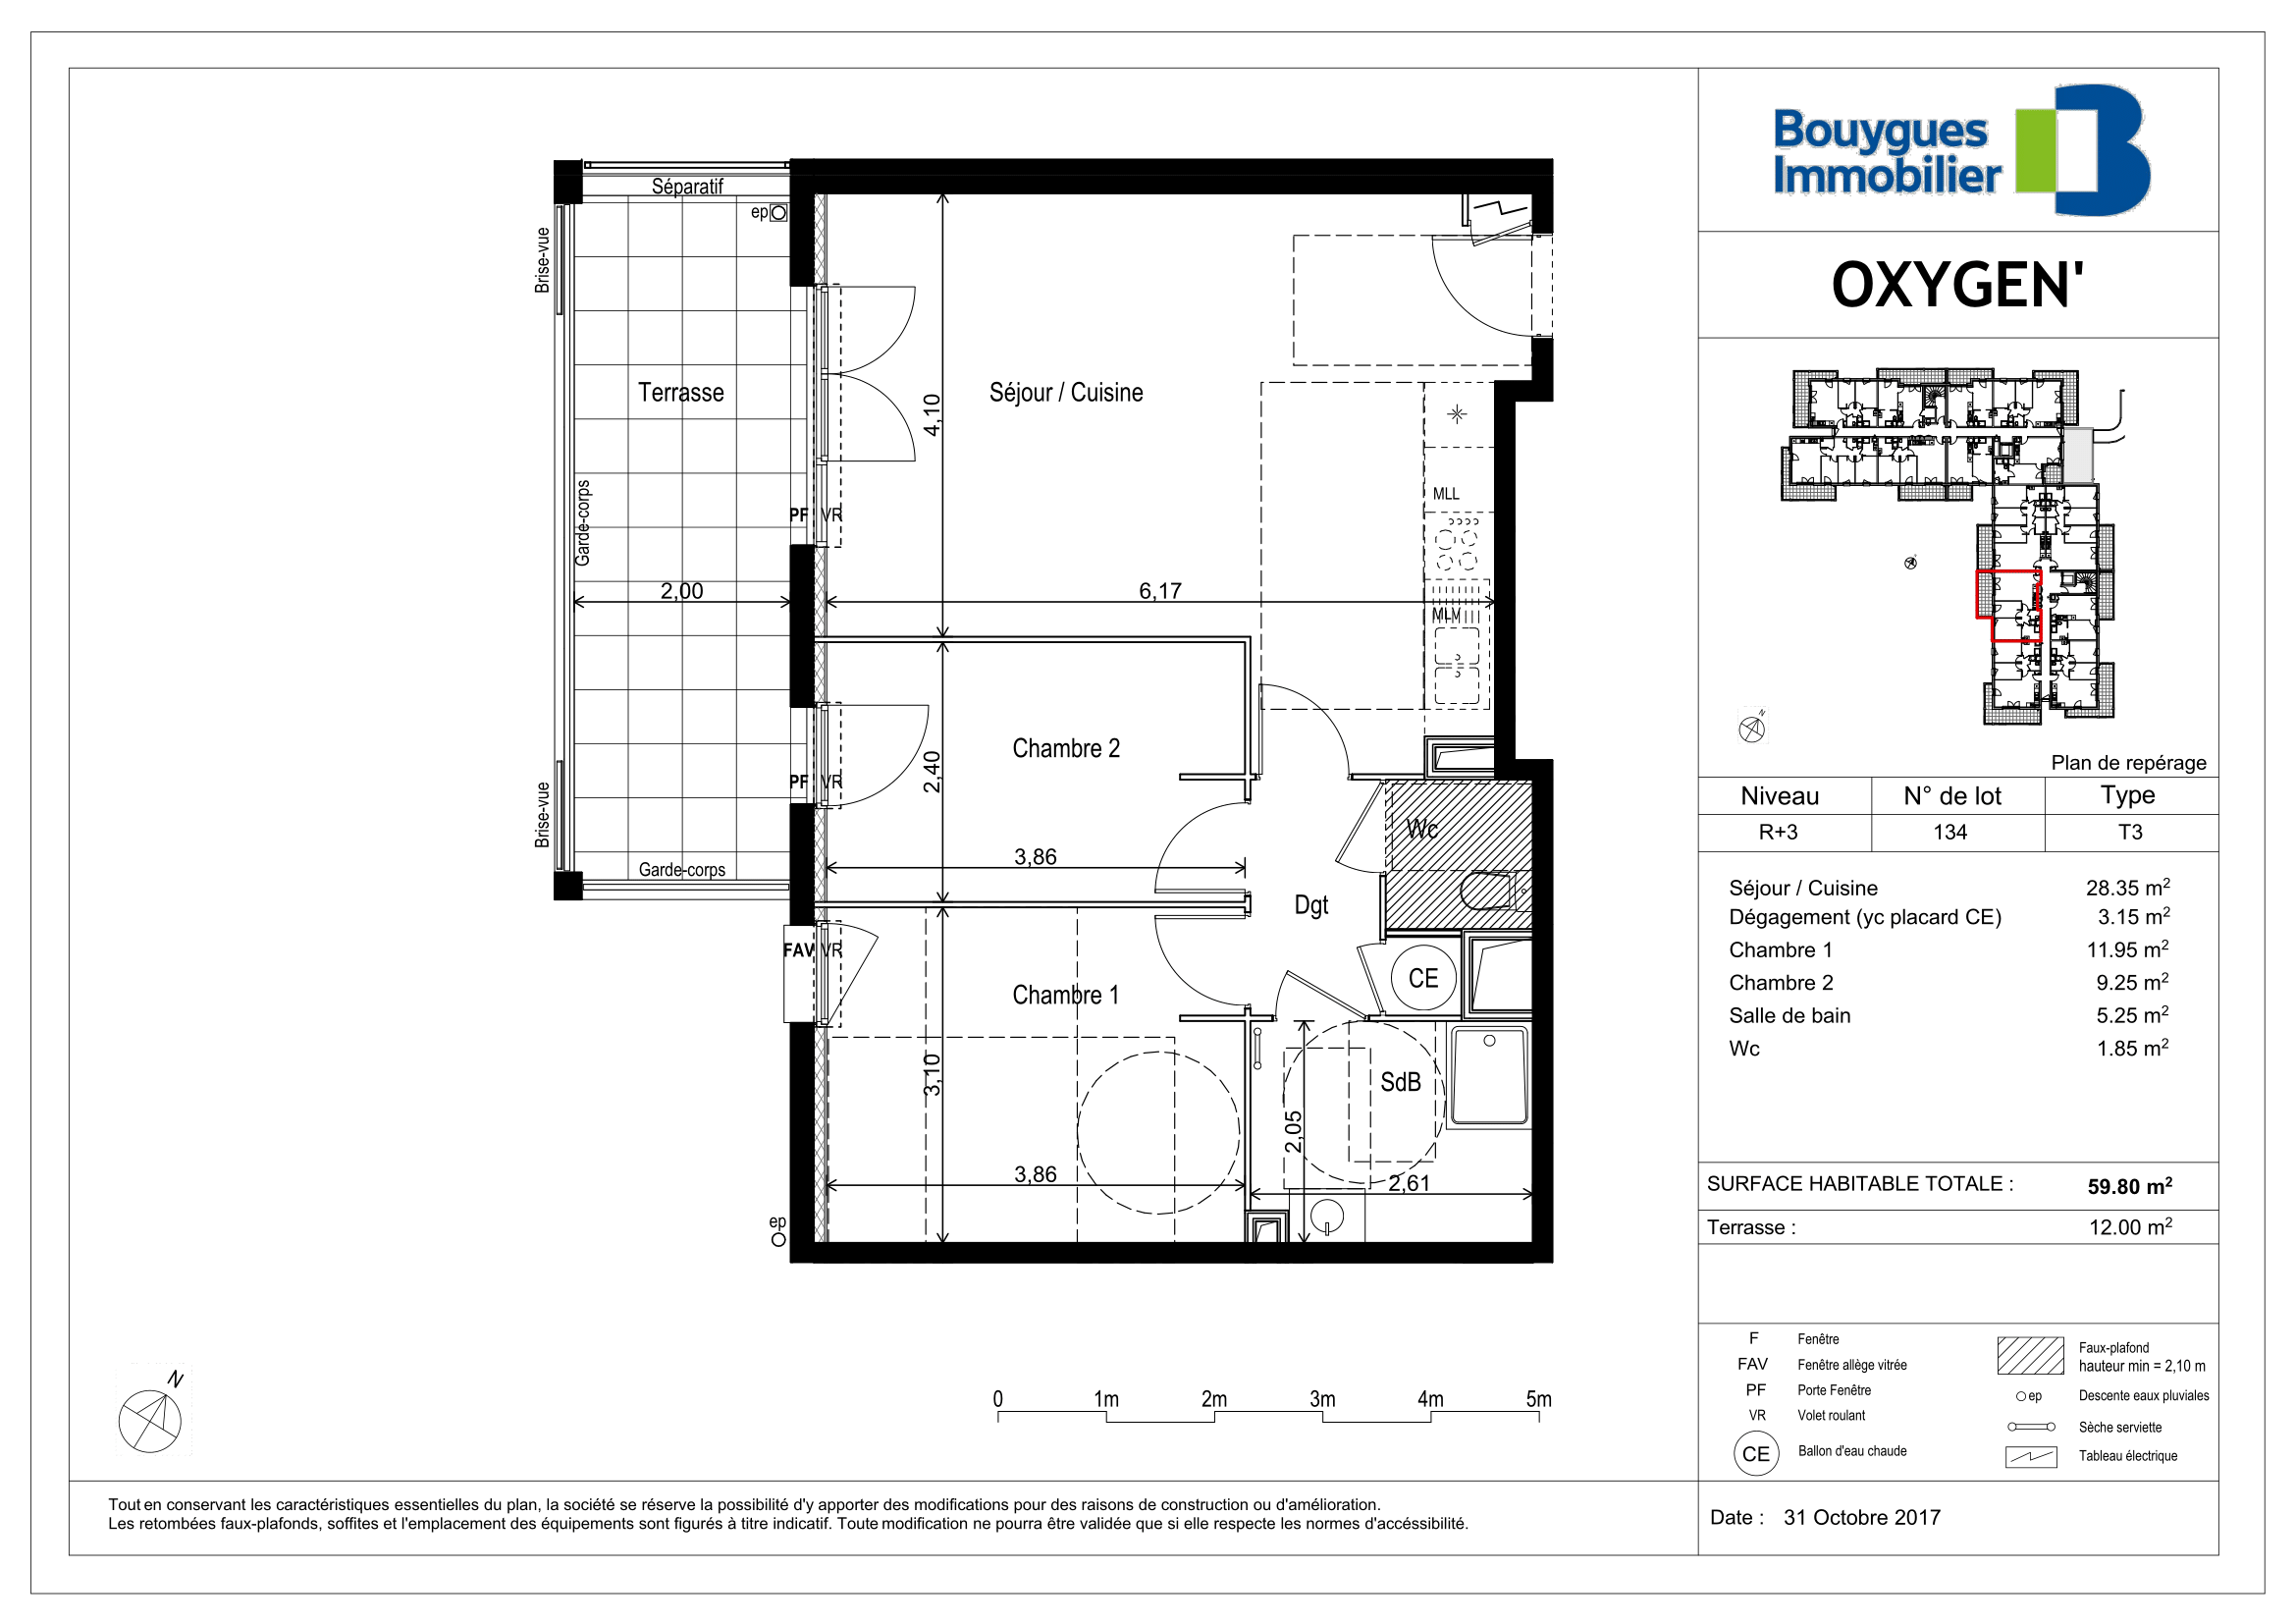 Bouygues
Immobilier
OXYGEN'
N
Plan de repérage
Niveau N° de lot Type
R+3 134 T3
Séjour / Cuisine 28.35 m²
Dégagement (yc placard CE) 3.15 m²
Chambre 1 11.95 m²
Chambre 2 9.25 m²
Salle de bain 5.25 m²
Wc 1.85 m²
SURFACE HABITABLE TOTALE : 59.80 m²
Terrasse : 12.00 m²
F Fenêtre
FAV Fenêtre allège vitrée
PF Porte Fenêtre
VR Volet roulant
CE Ballon d'eau chaude
Faux-plafond
hauteur min = 2,10 m
ep Descente eaux pluviales
Sèche serviette
Tableau électrique
Date : 31 Octobre 2017
Séparatif
ep
Brise-vue
Terrasse
Séjour / Cuisine
4,10
Garde-corps
PF VR
MLL
2,00
6,17
MLV
Chambre 2
2,40
PF VR
Brise-vue
Wc
3,86
Garde-corps
Dgt
FAV VR
CE
Chambre 1
3,10
SdB
2,05
3,86
2,61
ep
N
0 1m 2m 3m 4m 5m
Tout en conservant les caractéristiques essentielles du plan, la société se réserve la possibilité d'y apporter des modifications pour des raisons de construction ou d'amélioration.
Les retombées faux-plafonds, soffites et l'emplacement des équipements sont figurés à titre indicatif. Toute modification ne pourra être validée que si elle respecte les normes d'accéssibilité.